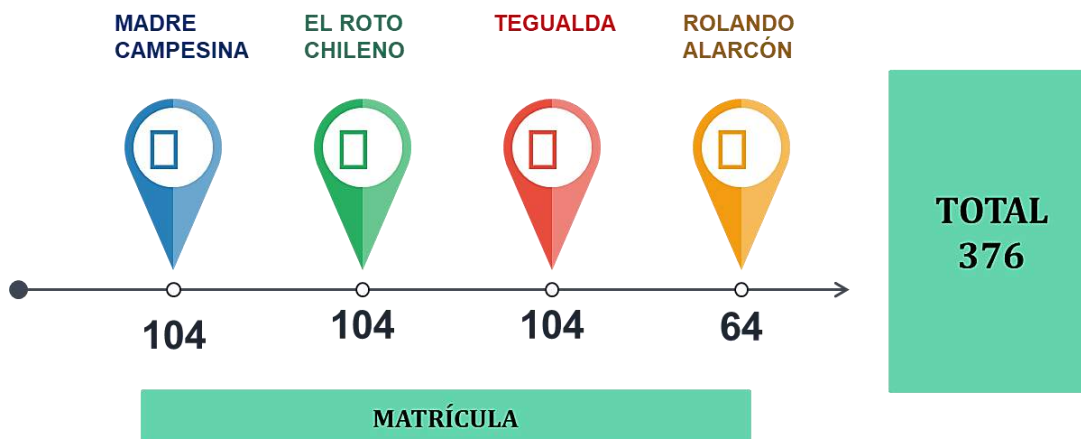 MADRE
CAMPESINA
EL ROTO
CHILENO
TEGUALDA
ROLANDO
ALARCÓN
104
104
104
64
TOTAL
376
MATRÍCULA